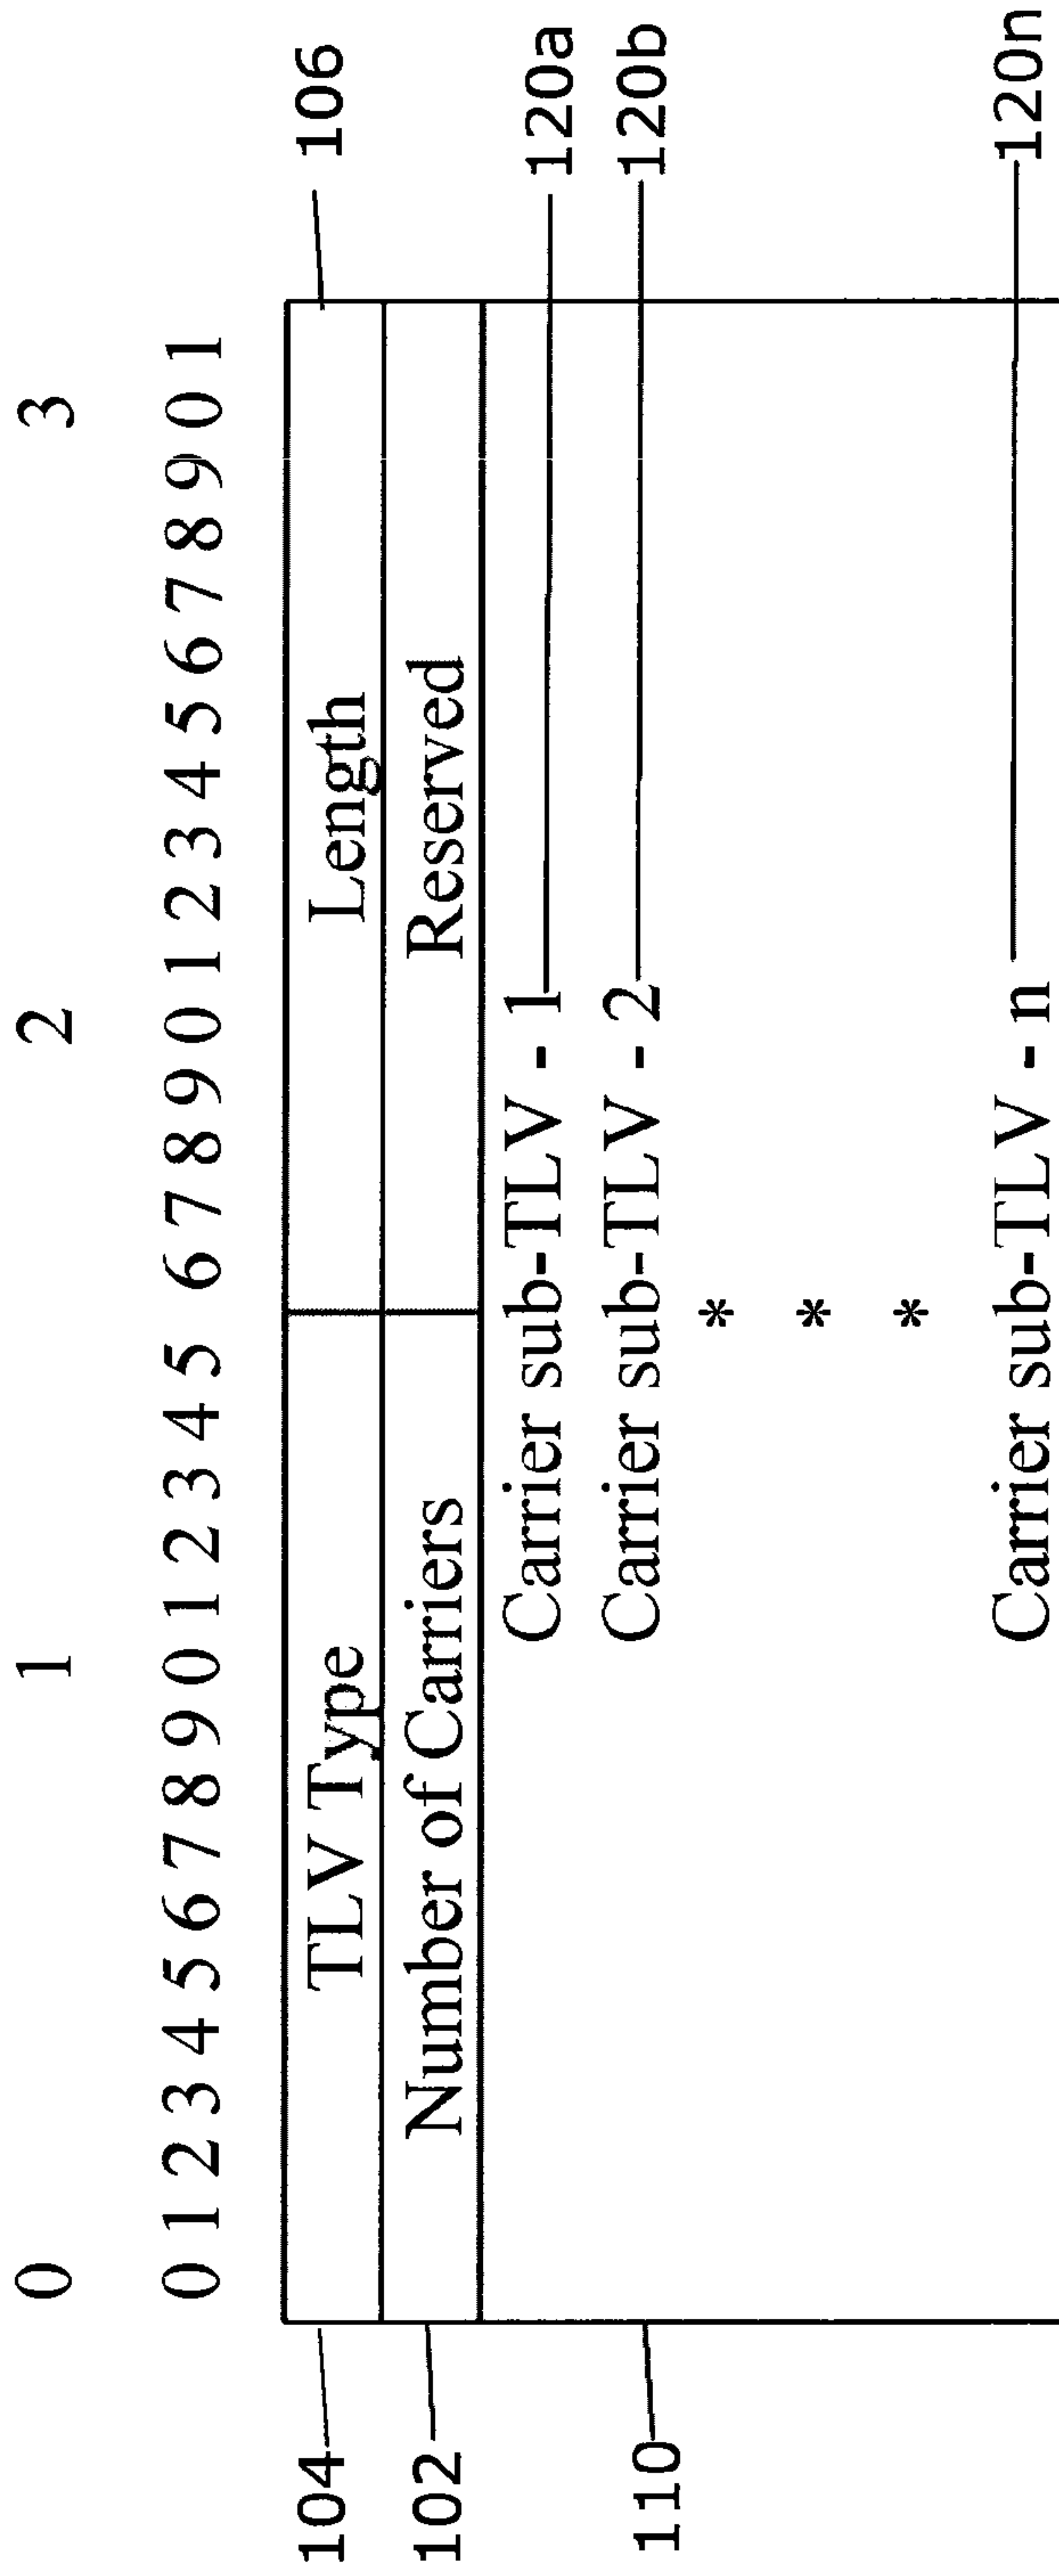 0 1 2 3
0 1 2 3 4 5 6 7 8 9 0 1 2 3 4 5 6 7 8 9 0 1 2 3 4 5 6 7 8 9 0 1
104 TLV Type Length 106
102 Number of Carriers Reserved
Carrier sub-TLV - 1 120a
110 Carrier sub-TLV - 2 120b
*
*
*
Carrier sub-TLV - n 120n